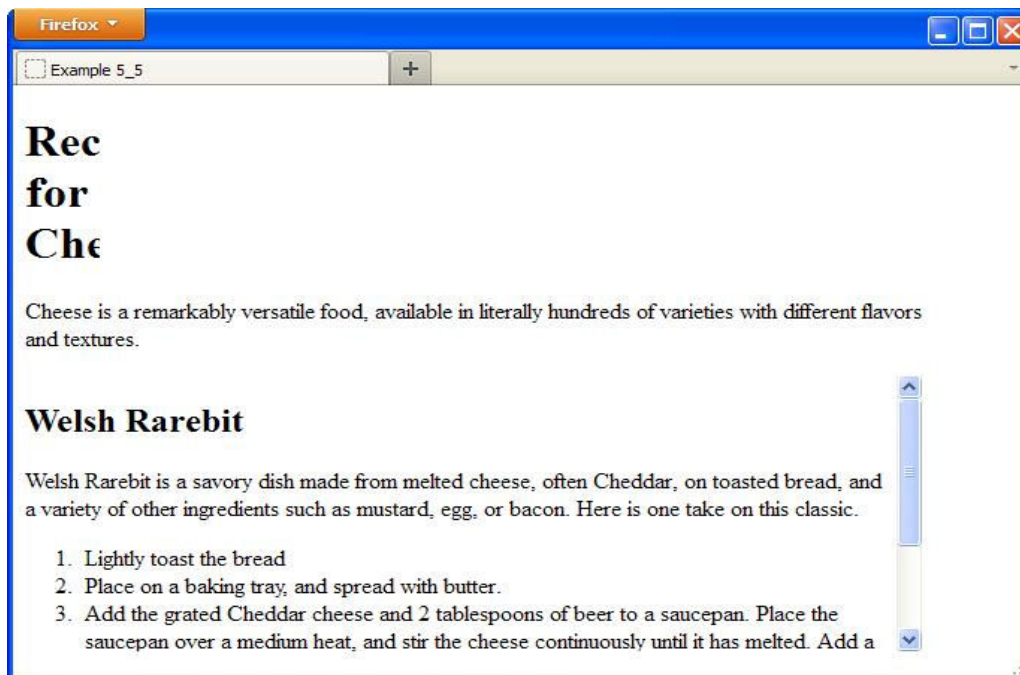 Firefox
Example 5_5
Rec
for
Che
Cheese is a remarkably versatile food, available in literally hundreds of varieties with different flavors
and textures.
Welsh Rarebit
Welsh Rarebit is a savory dish made from melted cheese, often Cheddar, on toasted bread, and
a variety of other ingredients such as mustard, egg, or bacon. Here is one take on this classic.
1. Lightly toast the bread
2. Place on a baking tray, and spread with butter.
3. Add the grated Cheddar cheese and 2 tablespoons of beer to a saucepan. Place the
saucepan over a medium heat, and stir the cheese continuously until it has melted. Add a